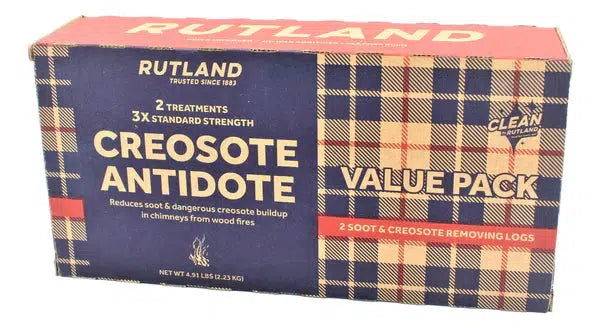 RUTLAND
RUTLAND
TRUSTED SINCE 1883
2 TREATMENTS
3X STANDARD STRENGTH
CREOSOTE
ANTIDOTE
Reduces soot & dangerous creosote buildup
in chimneys from wood fires
NET WT 4.91 LBS (2.23 KG)
CLEAN
BY RUTLAND
VALUE PACK
2 SOOT & CREOSOTE REMOVING LOGS